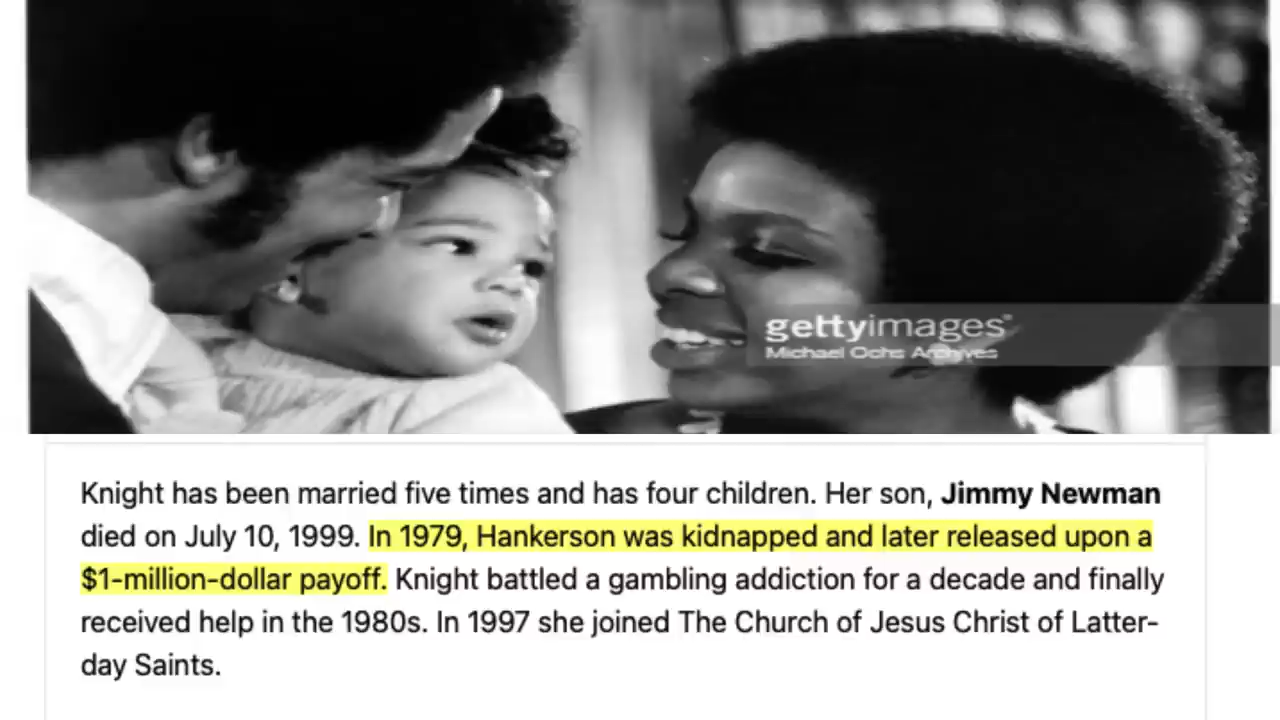 gettyimages®
Michael Ochs Archives
Knight has been married five times and has four children. Her son, Jimmy Newman
died on July 10, 1999. In 1979, Hankerson was kidnapped and later released upon a
$1-million-dollar payoff. Knight battled a gambling addiction for a decade and finally
received help in the 1980s. In 1997 she joined The Church of Jesus Christ of Latter-
day Saints.